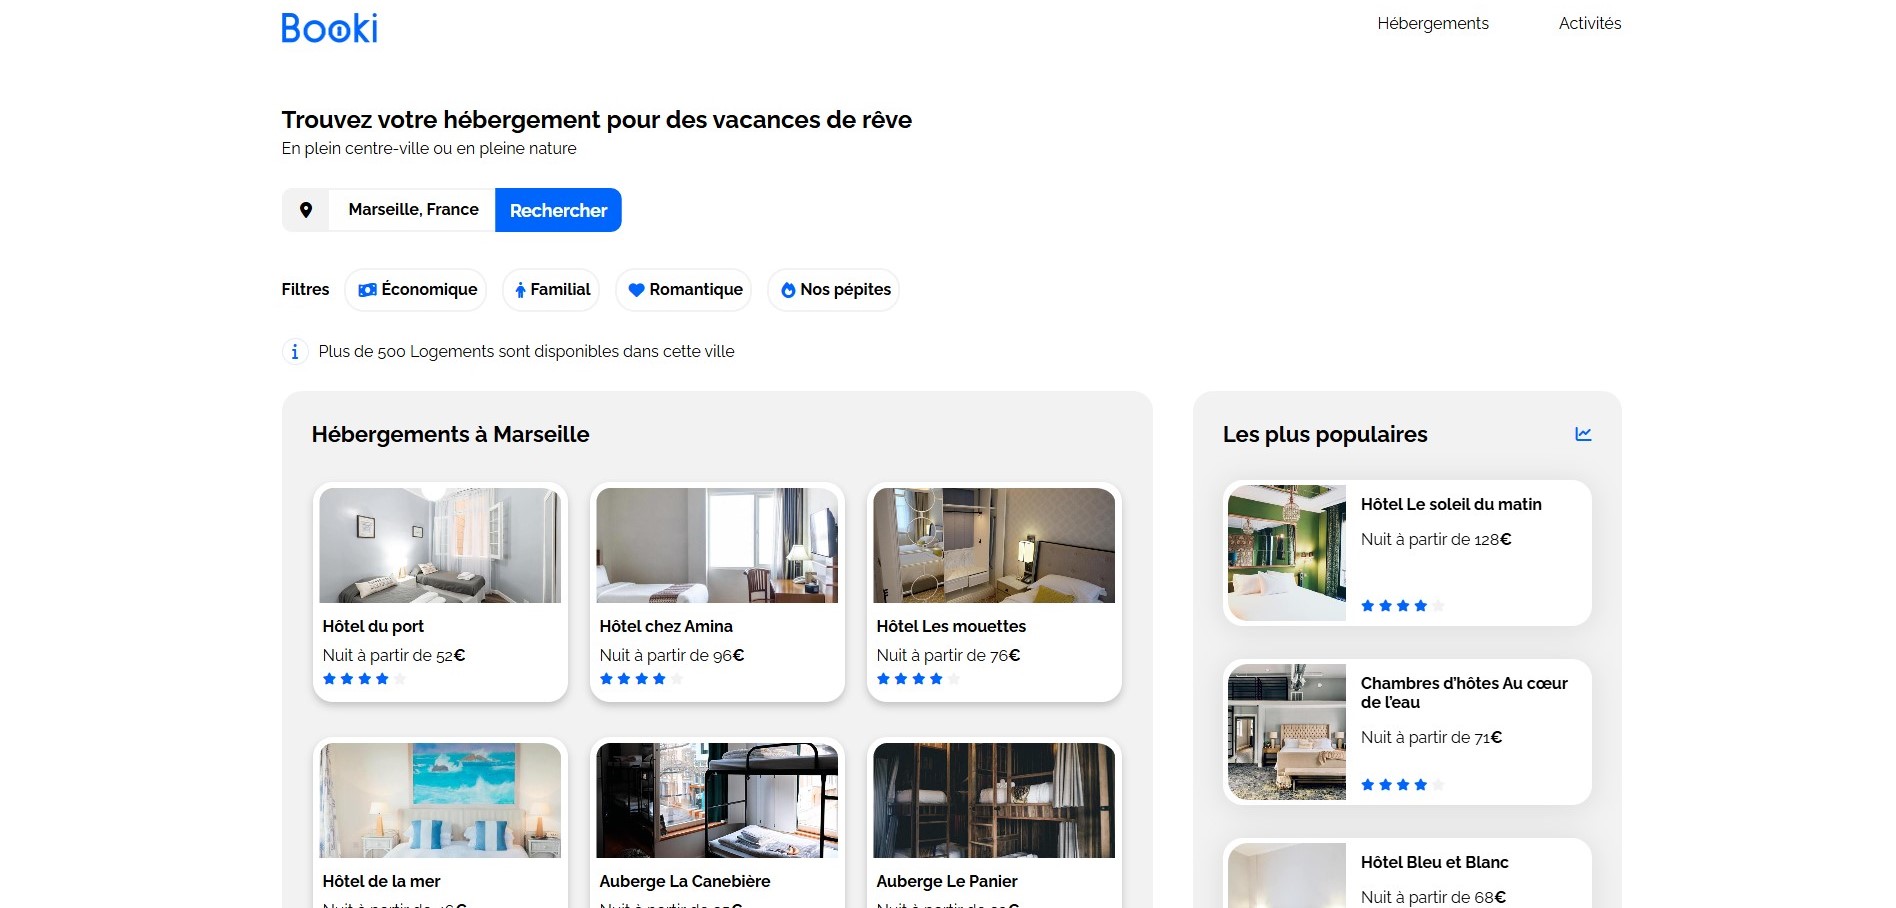 Booki
Hébergements
Activités
Trouvez votre hébergement pour des vacances de rêve
En plein centre-ville ou en pleine nature
Marseille, France
Rechercher
Filtres
Économique
Familial
Romantique
Nos pépites
Plus de 500 Logements sont disponibles dans cette ville
Hébergements à Marseille
Hôtel du port
Nuit à partir de 52€
Hôtel chez Amina
Nuit à partir de 96€
Hôtel Les mouettes
Nuit à partir de 76€
Hôtel de la mer
Auberge La Canebière
Auberge Le Panier
Les plus populaires
Hôtel Le soleil du matin
Nuit à partir de 128€
Chambres d'hôtes Au cœur
de l'eau
Nuit à partir de 71€
Hôtel Bleu et Blanc
Nuit à partir de 68€